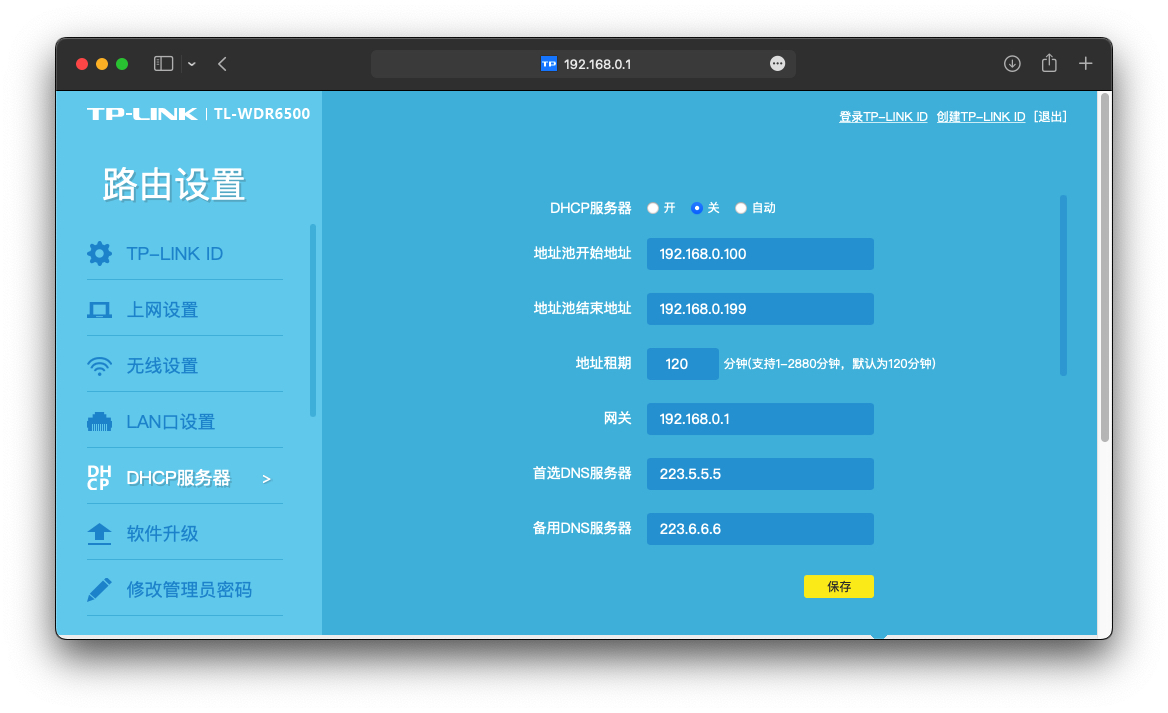 TP 192.168.0.1
TP-LINK | TL-WDR6500
登录TP-LINK ID 创建TP-LINK ID [退出]
路由设置
TP-LINK ID
上网设置
无线设置
LAN口设置
DHCP DHCP服务器 >
软件升级
修改管理员密码
DHCP服务器 开 关 自动
地址池开始地址 192.168.0.100
地址池结束地址 192.168.0.199
地址租期 120 分钟(支持1-2880分钟，默认为120分钟)
网关 192.168.0.1
首选DNS服务器 223.5.5.5
备用DNS服务器 223.6.6.6
保存